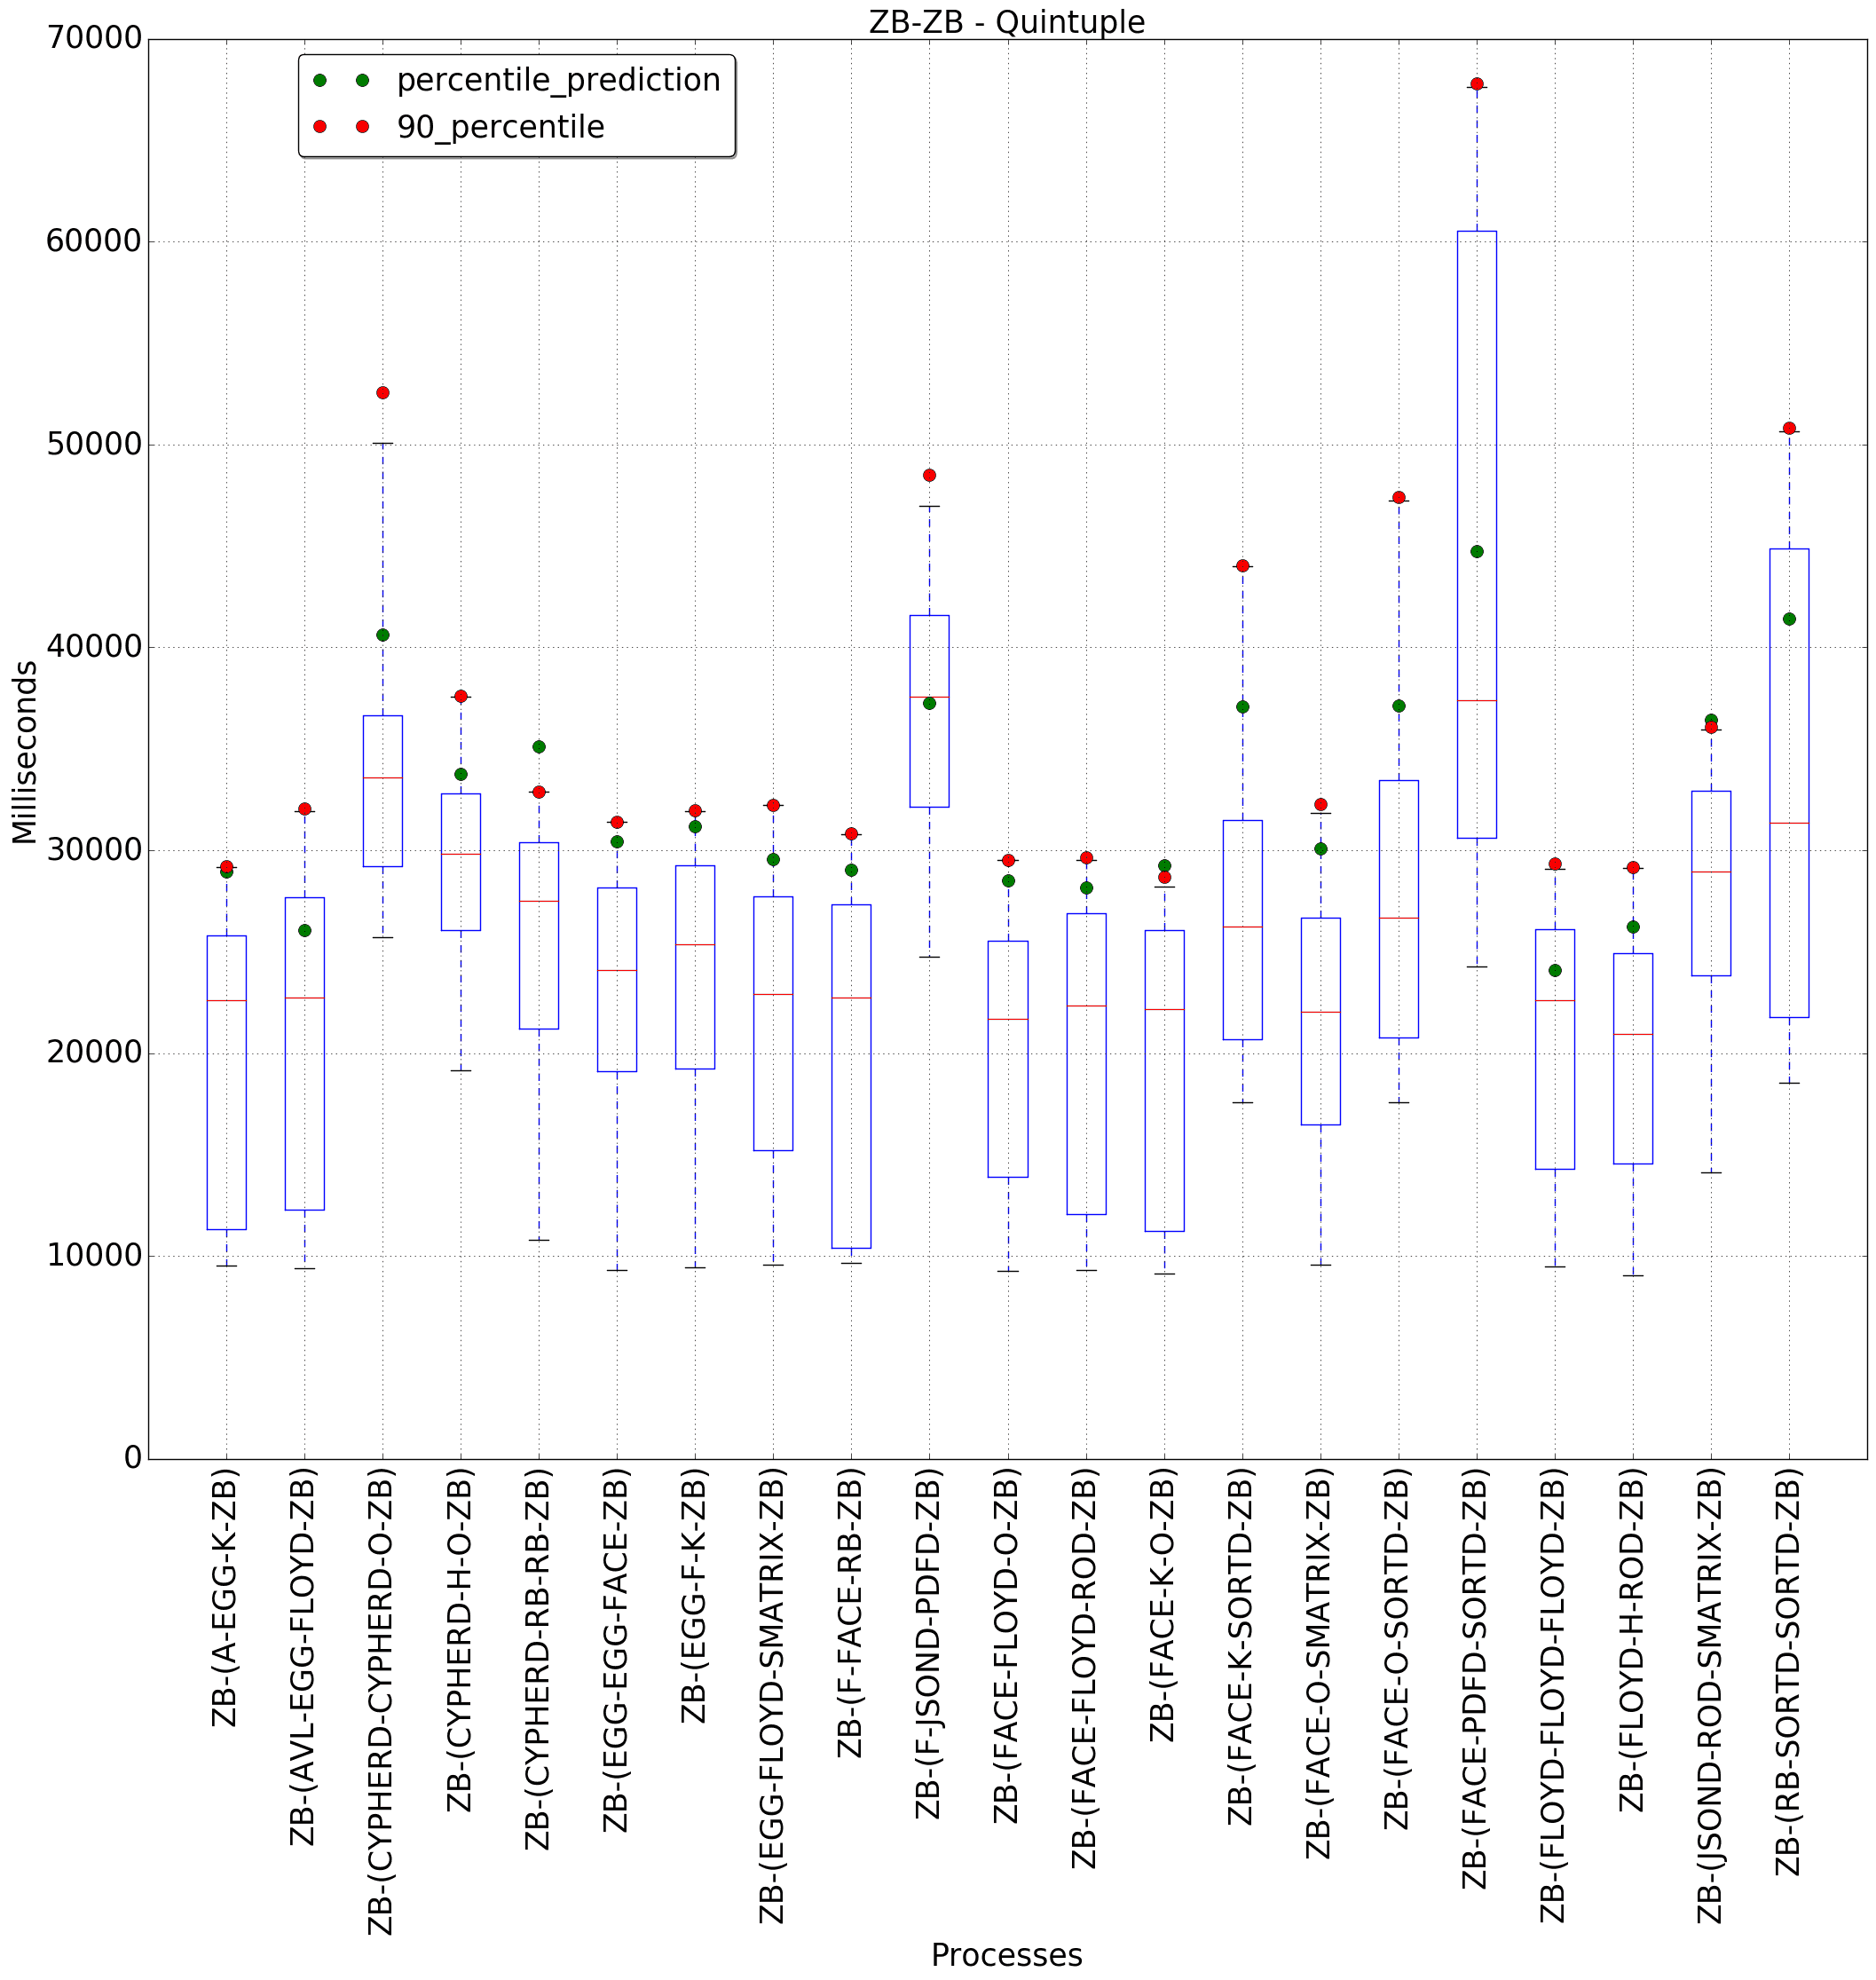 ZB-ZB - Quintuple
percentile_prediction
90_percentile
70000
60000
50000
40000
30000
20000
10000
0
Milliseconds
ZB-(A-EGG-K-ZB)
ZB-(AVL-EGG-FLOYD-ZB)
ZB-(CYPHERD-CYPHERD-O-ZB)
ZB-(CYPHERD-H-O-ZB)
ZB-(CYPHERD-RB-RB-ZB)
ZB-(EGG-EGG-FACE-ZB)
ZB-(EGG-F-K-ZB)
ZB-(EGG-FLOYD-SMATRIX-ZB)
ZB-(F-FACE-RB-ZB)
ZB-(F-JSOND-PDFD-ZB)
ZB-(FACE-FLOYD-O-ZB)
ZB-(FACE-FLOYD-ROD-ZB)
ZB-(FACE-K-O-ZB)
ZB-(FACE-K-SORTD-ZB)
ZB-(FACE-O-SMATRIX-ZB)
ZB-(FACE-O-SORTD-ZB)
ZB-(FACE-PDFD-SORTD-ZB)
ZB-(FLOYD-FLOYD-FLOYD-ZB)
ZB-(FLOYD-H-ROD-ZB)
ZB-(JSOND-ROD-SMATRIX-ZB)
ZB-(RB-SORTD-SORTD-ZB)
Processes